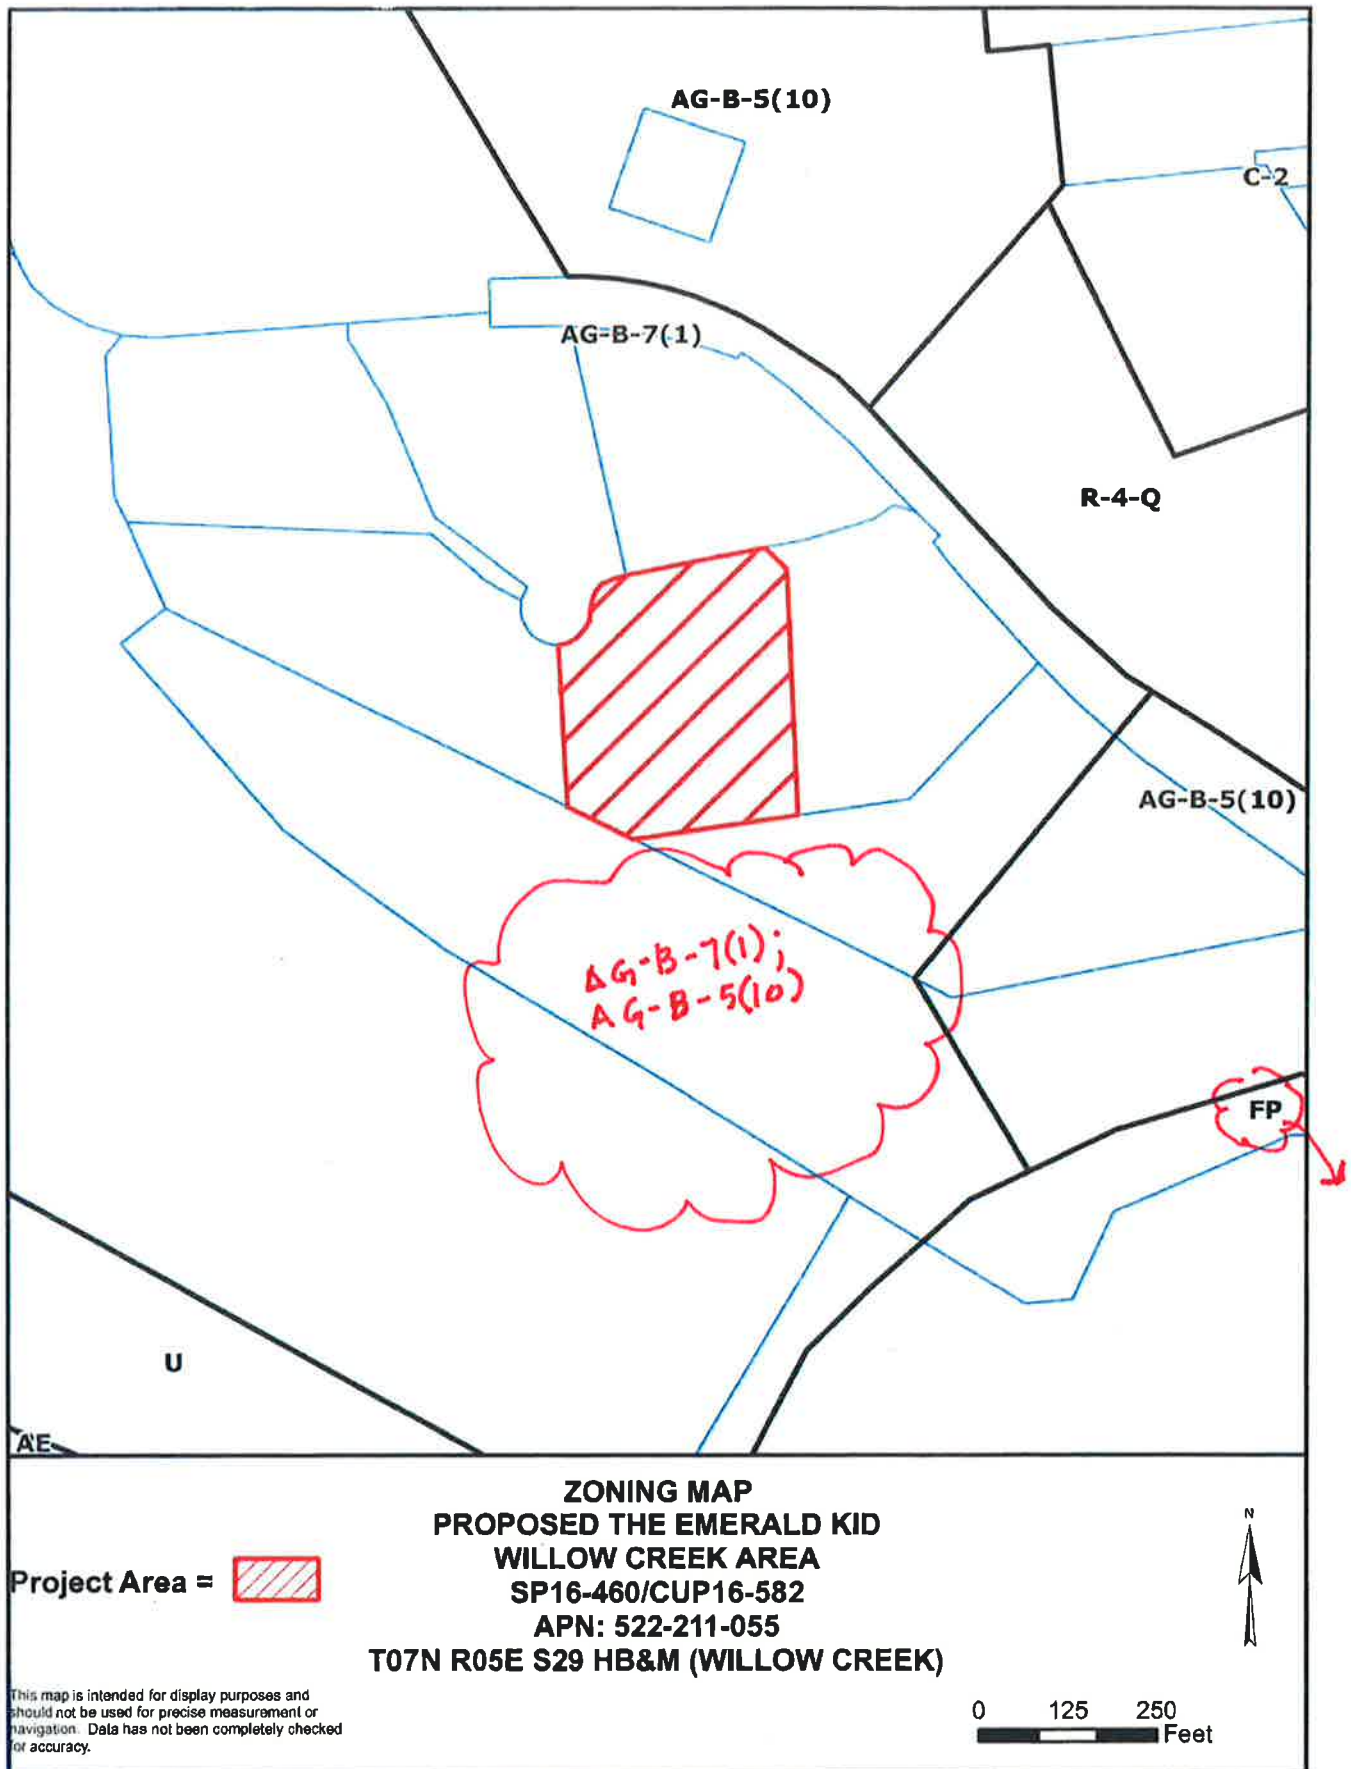 AG-B-5(10)
C-2
AG-B-7(1)
R-4-Q
AG-B-5(10)
AG-B-7(1);
AG-B-5(10)
FP
U
AE
ZONING MAP
PROPOSED THE EMERALD KID
WILLOW CREEK AREA
SP16-460/CUP16-582
APN: 522-211-055
T07N R05E S29 HB&M (WILLOW CREEK)
Project Area =
N
This map is intended for display purposes and
should not be used for precise measurement or
navigation. Data has not been completely checked
for accuracy.
0 125 250
Feet